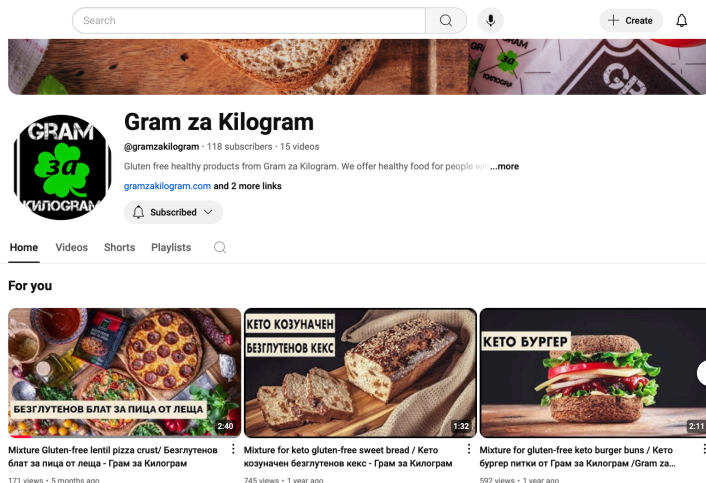 Search
Create
GRAM
за
КИЛОГРАМ
GR
Gram za Kilogram
@gramzakilogram · 118 subscribers · 15 videos
Gluten free healthy products from Gram za Kilogram. We offer healthy food for people ...more
gramzakilogram.com and 2 more links
GRAM
за
КИЛОГРАМ
Subscribed
Home Videos Shorts Playlists
For you
БЕЗГЛУТЕНОВ БЛАТ ЗА ПИЦА ОТ ЛЕЩА
2:40
КЕТО КОЗУНАЧЕН
БЕЗГЛУТЕНОВ КЕКС
1:32
КЕТО БУРГЕР
2:11
Mixture Gluten-free lentil pizza crust/ Безглутенов
блат за пица от леща - Грам за Килограм
171 views · 5 months ago
Mixture for keto gluten-free sweet bread / Кето
козуначен безглутенов кекс - Грам за Килограм
745 views · 1 year ago
Mixture for gluten-free keto burger buns / Кето
бургер питки от Грам за Килограм /Gram za...
592 views · 1 year ago